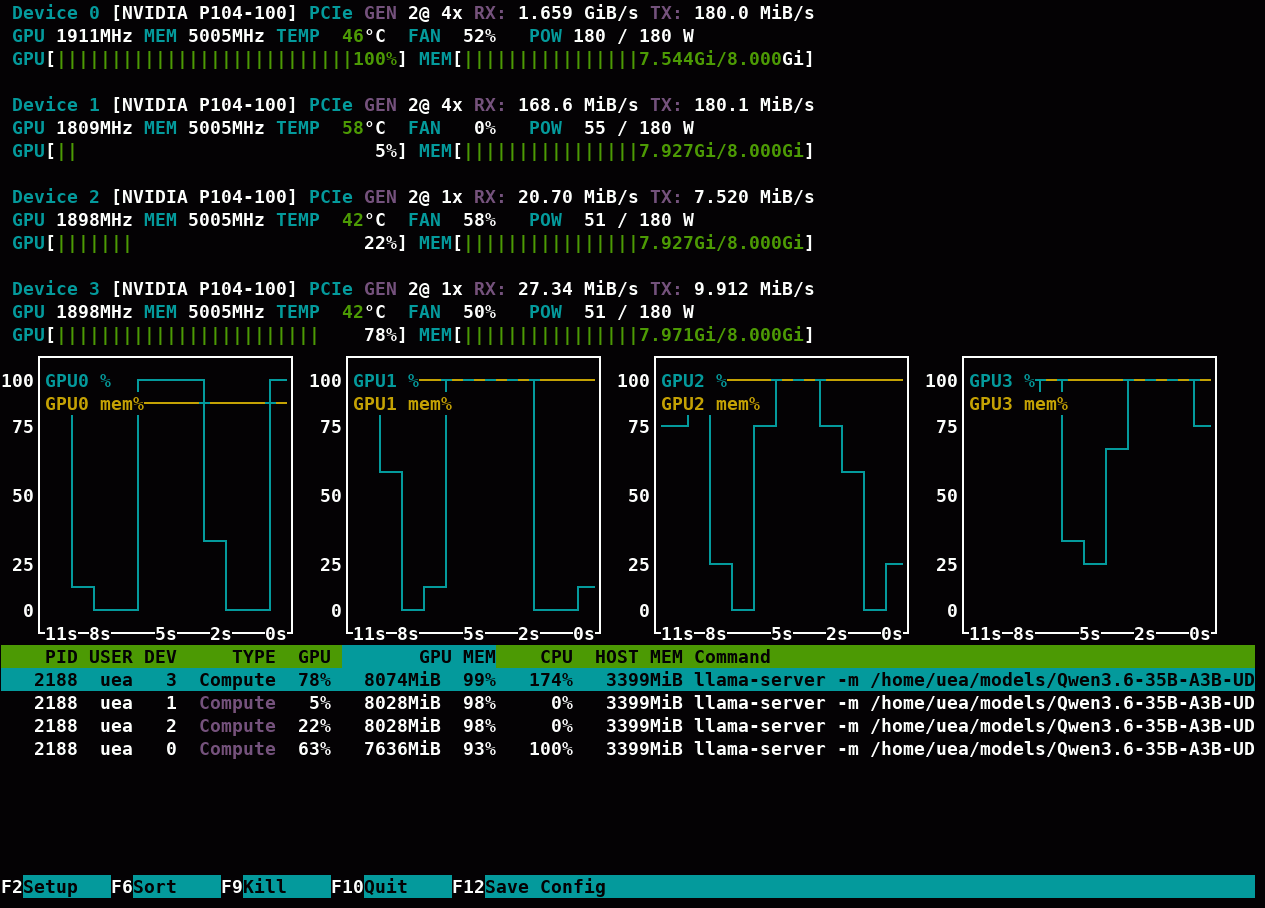 Device 0 [NVIDIA P104-100] PCIe GEN 2@ 4x RX: 1.659 GiB/s TX: 180.0 MiB/s
GPU 1911MHz MEM 5005MHz TEMP 46°C FAN 52% POW 180 / 180 W
GPU[|||||||||||||||||||||||||||100%] MEM[||||||||||||||||7.544Gi/8.000Gi]
Device 1 [NVIDIA P104-100] PCIe GEN 2@ 4x RX: 168.6 MiB/s TX: 180.1 MiB/s
GPU 1809MHz MEM 5005MHz TEMP 58°C FAN 0% POW 55 / 180 W
GPU[|| 5%] MEM[||||||||||||||||7.927Gi/8.000Gi]
Device 2 [NVIDIA P104-100] PCIe GEN 2@ 1x RX: 20.70 MiB/s TX: 7.520 MiB/s
GPU 1898MHz MEM 5005MHz TEMP 42°C FAN 58% POW 51 / 180 W
GPU[||||||| 22%] MEM[||||||||||||||||7.927Gi/8.000Gi]
Device 3 [NVIDIA P104-100] PCIe GEN 2@ 1x RX: 27.34 MiB/s TX: 9.912 MiB/s
GPU 1898MHz MEM 5005MHz TEMP 42°C FAN 50% POW 51 / 180 W
GPU[|||||||||||||||||||||||| 78%] MEM[||||||||||||||||7.971Gi/8.000Gi]
100 GPU0 % 100 GPU1 % 100 GPU2 % 100 GPU3 %
GPU0 mem% GPU1 mem% GPU2 mem% GPU3 mem%
75 75 75 75
50 50 50 50
25 25 25 25
0 0 0 0
11s 8s 5s 2s 0s 11s 8s 5s 2s 0s 11s 8s 5s 2s 0s 11s 8s 5s 2s 0s
PID USER DEV TYPE GPU GPU MEM CPU HOST MEM Command
2188 uea 3 Compute 78% 8074MiB 99% 174% 3399MiB llama-server -m /home/uea/models/Qwen3.6-35B-A3B-UD
2188 uea 1 Compute 5% 8028MiB 98% 0% 3399MiB llama-server -m /home/uea/models/Qwen3.6-35B-A3B-UD
2188 uea 2 Compute 22% 8028MiB 98% 0% 3399MiB llama-server -m /home/uea/models/Qwen3.6-35B-A3B-UD
2188 uea 0 Compute 63% 7636MiB 93% 100% 3399MiB llama-server -m /home/uea/models/Qwen3.6-35B-A3B-UD
F2Setup F6Sort F9Kill F10Quit F12Save Config